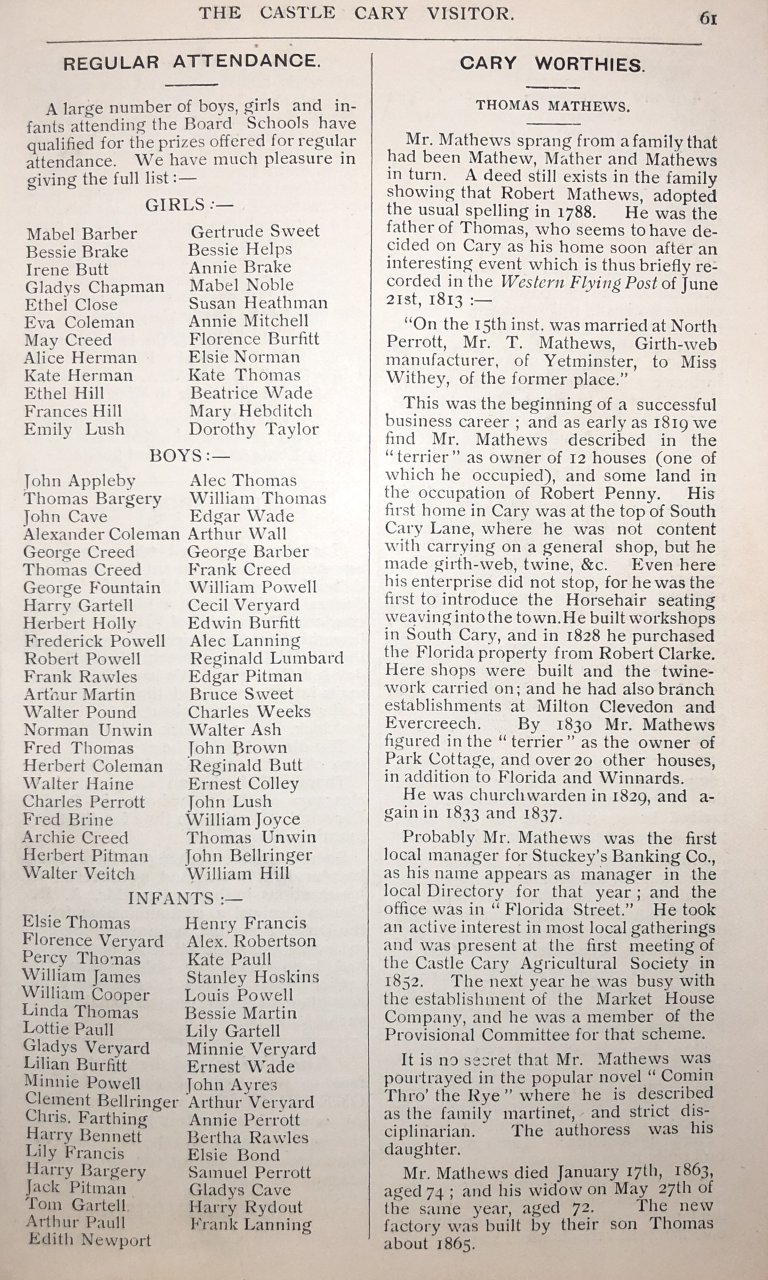 THE CASTLE CARY VISITOR.
61
REGULAR ATTENDANCE.
A large number of boys, girls and in-
fants attending the Board Schools have
qualified for the prizes offered for regular
attendance. We have much pleasure in
giving the full list :—
GIRLS :—
Mabel Barber Gertrude Sweet
Bessie Brake Bessie Helps
Irene Butt Annie Brake
Gladys Chapman Mabel Noble
Ethel Close Susan Heathman
Eva Coleman Annie Mitchell
May Creed Florence Burfitt
Alice Herman Elsie Norman
Kate Herman Kate Thomas
Ethel Hill Beatrice Wade
Frances Hill Mary Hebditch
Emily Lush Dorothy Taylor
BOYS :—
John Appleby Alec Thomas
Thomas Bargery William Thomas
John Cave Edgar Wade
Alexander Coleman Arthur Wall
George Creed George Barber
Thomas Creed Frank Creed
George Fountain William Powell
Harry Gartell Cecil Veryard
Herbert Holly Edwin Burfitt
Frederick Powell Alec Lanning
Robert Powell Reginald Lumbard
Frank Rawles Edgar Pitman
Arthur Martin Bruce Sweet
Walter Pound Charles Weeks
Norman Unwin Walter Ash
Fred Thomas John Brown
Herbert Coleman Reginald Butt
Walter Haine Ernest Colley
Charles Perrott John Lush
Fred Brine William Joyce
Archie Creed Thomas Unwin
Herbert Pitman John Bellringer
Walter Veitch William Hill
INFANTS :—
Elsie Thomas Henry Francis
Florence Veryard Alex. Robertson
Percy Thomas Kate Paull
William James Stanley Hoskins
William Cooper Louis Powell
Linda Thomas Bessie Martin
Lottie Paull Lily Gartell
Gladys Veryard Minnie Veryard
Lilian Burfitt Ernest Wade
Minnie Powell John Ayres
Clement Bellringer Arthur Veryard
Chris. Farthing Annie Perrott
Harry Bennett Bertha Rawles
Lily Francis Elsie Bond
Harry Bargery Samuel Perrott
Jack Pitman Gladys Cave
Tom Gartell Harry Rydout
Arthur Paull Frank Lanning
Edith Newport
CARY WORTHIES.
THOMAS MATHEWS.
Mr. Mathews sprang from a family that
had been Mathew, Mather and Mathews
in turn. A deed still exists in the family
showing that Robert Mathews, adopted
the usual spelling in 1788. He was the
father of Thomas, who seems to have de-
cided on Cary as his home soon after an
interesting event which is thus briefly re-
corded in the Western Flying Post of June
21st, 1813 :—
"On the 15th inst. was married at North
Perrott, Mr. T. Mathews, Girth-web
manufacturer, of Yetminster, to Miss
Withey, of the former place."
This was the beginning of a successful
business career ; and as early as 1819 we
find Mr. Mathews described in the
"terrier" as owner of 12 houses (one of
which he occupied), and some land in
the occupation of Robert Penny. His
first home in Cary was at the top of South
Cary Lane, where he was not content
with carrying on a general shop, but he
made girth-web, twine, &c. Even here
his enterprise did not stop, for he was the
first to introduce the Horsehair seating
weaving into the town. He built workshops
in South Cary, and in 1828 he purchased
the Florida property from Robert Clarke.
Here shops were built and the twine-
work carried on; and he had also branch
establishments at Milton Clevedon and
Evercreech. By 1830 Mr. Mathews
figured in the "terrier" as the owner of
Park Cottage, and over 20 other houses,
in addition to Florida and Winnards.
He was churchwarden in 1829, and a-
gain in 1833 and 1837.
Probably Mr. Mathews was the first
local manager for Stuckey's Banking Co.,
as his name appears as manager in the
local Directory for that year ; and the
office was in "Florida Street." He took
an active interest in most local gatherings
and was present at the first meeting of
the Castle Cary Agricultural Society in
1852. The next year he was busy with
the establishment of the Market House
Company, and he was a member of the
Provisional Committee for that scheme.
It is no secret that Mr. Mathews was
pourtrayed in the popular novel "Comin
Thro' the Rye" where he is described
as the family martinet, and strict dis-
ciplinarian. The authoress was his
daughter.
Mr. Mathews died January 17th, 1863,
aged 74 ; and his widow on May 27th of
the same year, aged 72. The new
factory was built by their son Thomas
about 1865.